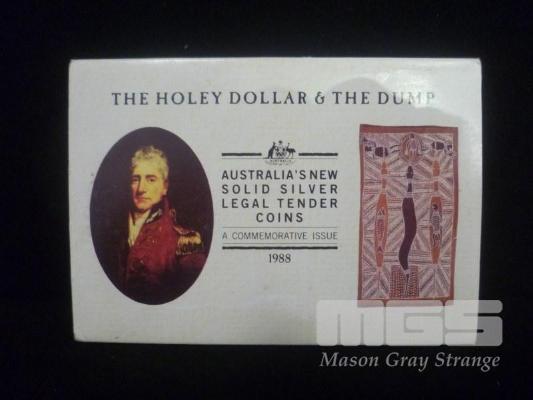 THE HOLEY DOLLAR & THE DUMP
AUSTRALIA
AUSTRALIA'S NEW
SOLID SILVER
LEGAL TENDER
COINS
A COMMEMORATIVE ISSUE
1988
MGS
Mason Gray Strange